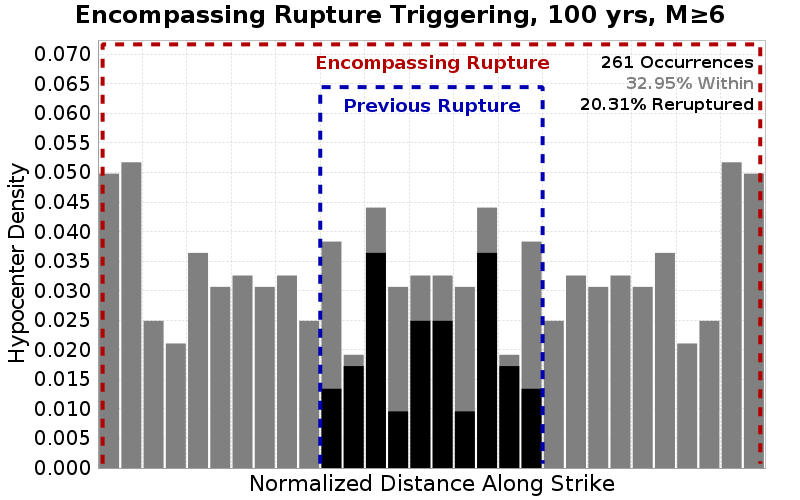 Encompassing Rupture Triggering, 100 yrs, M≥6
Encompassing Rupture
261 Occurrences
32.95% Within
Previous Rupture
20.31% Reruptured
Hypocenter Density
0.070
0.065
0.060
0.055
0.050
0.045
0.040
0.035
0.030
0.025
0.020
0.015
0.010
0.005
0.000
Normalized Distance Along Strike